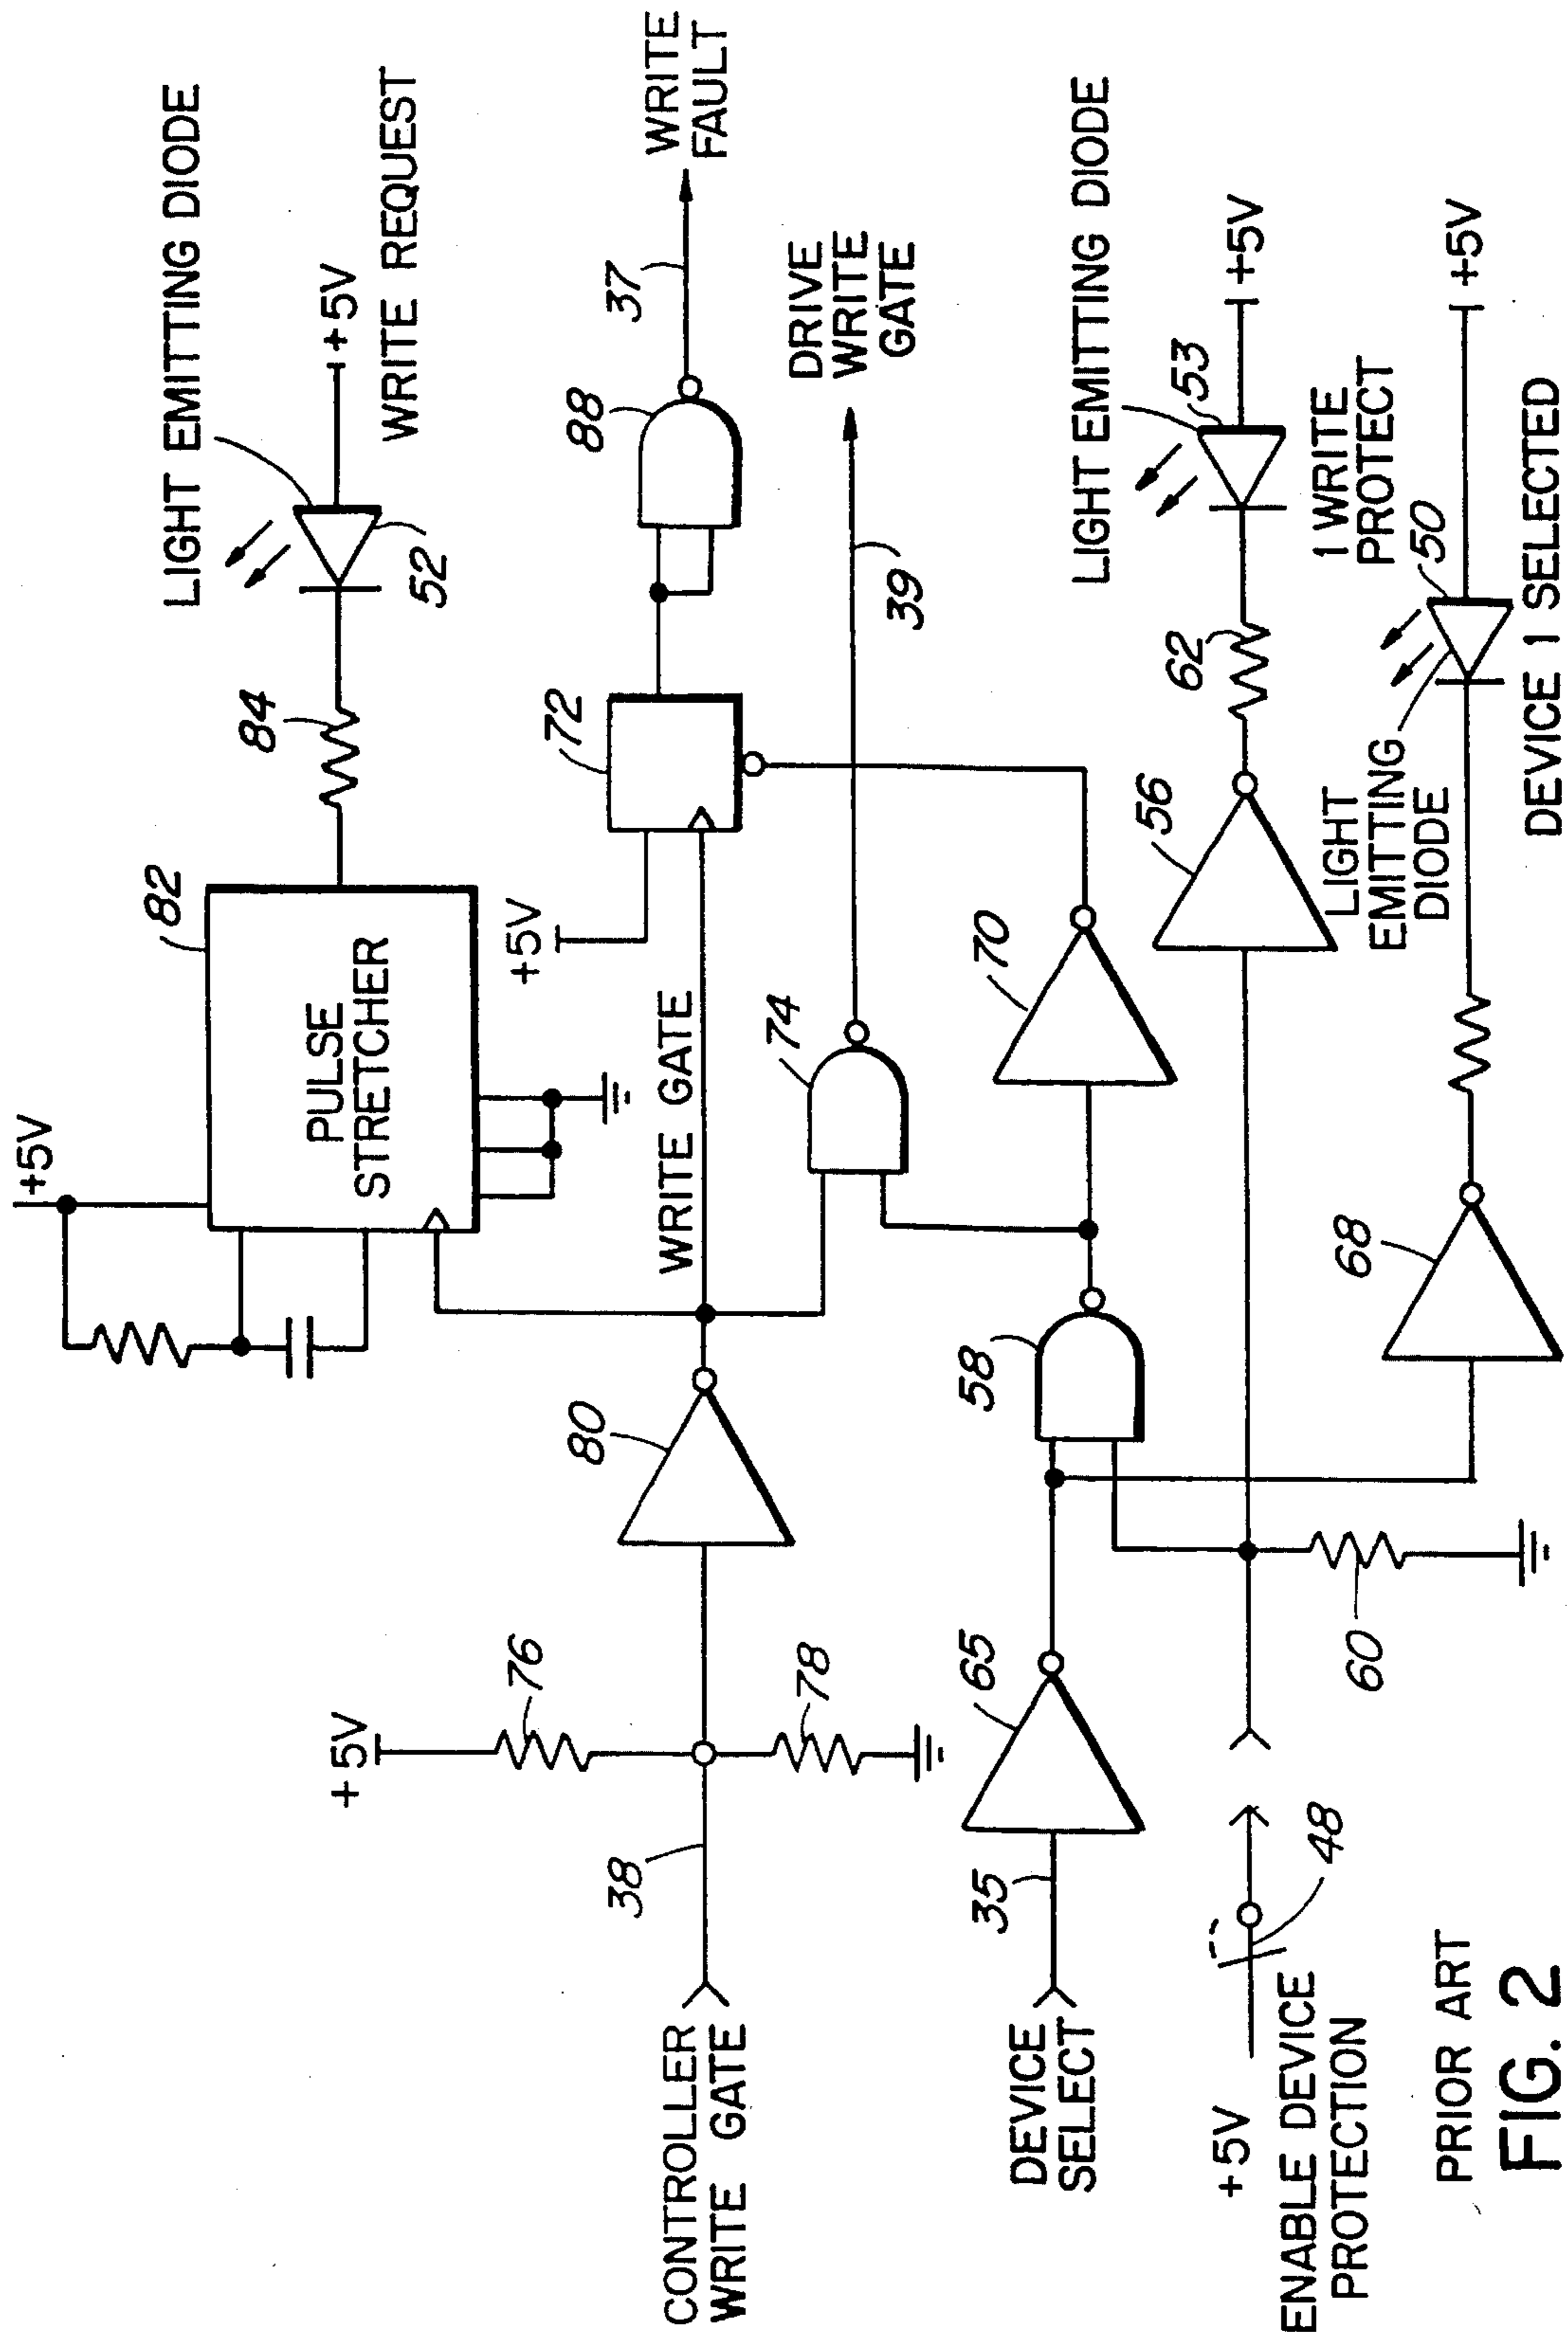 +5V
82
PULSE
STRETCHER
84
LIGHT EMITTING DIODE
52
+5V
WRITE REQUEST
+5V
76
38
78
80
WRITE GATE
+5V
72
88
37
WRITE
FAULT
CONTROLLER
WRITE GATE
74
39
DRIVE
WRITE
GATE
DEVICE
SELECT
35
65
58
70
+5V
48
ENABLE DEVICE
PROTECTION
60
56
62
LIGHT EMITTING DIODE
53
+5V
1 WRITE
PROTECT
68
LIGHT
EMITTING
DIODE
50
+5V
DEVICE 1 SELECTED
PRIOR ART
FIG. 2